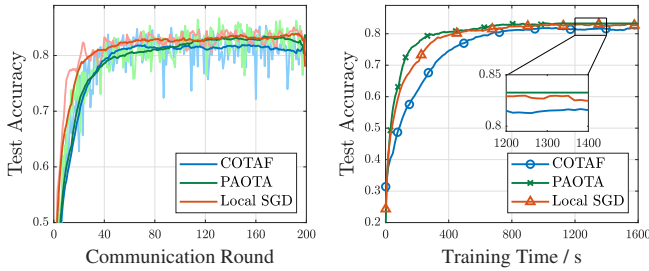 Test Accuracy
0.8
0.7
0.6
0.5
COTAF
PAOTA
Local SGD
0 40 80 120 160 200
Communication Round
Test Accuracy
0.8
0.7
0.6
0.5
0.4
0.3
0.2
0.85
0.8
1200 1300 1400
COTAF
PAOTA
Local SGD
0 400 800 1200 1600
Training Time / s